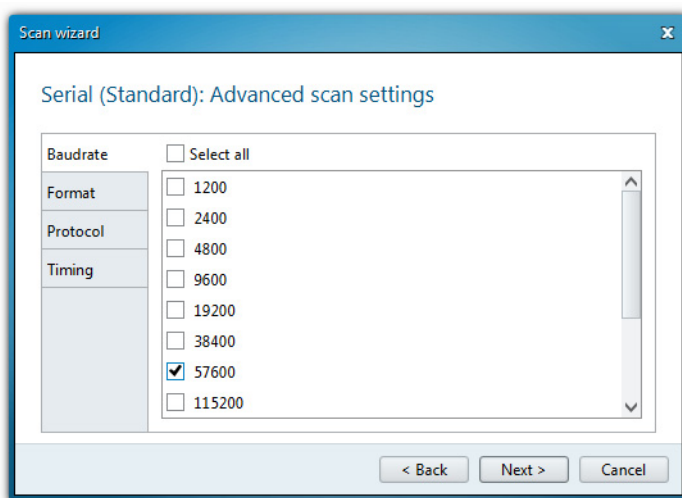 Scan wizard
Serial (Standard): Advanced scan settings
Baudrate
Select all
Format
Protocol
Timing
1200
2400
4800
9600
19200
38400
57600
115200
< Back
Next >
Cancel